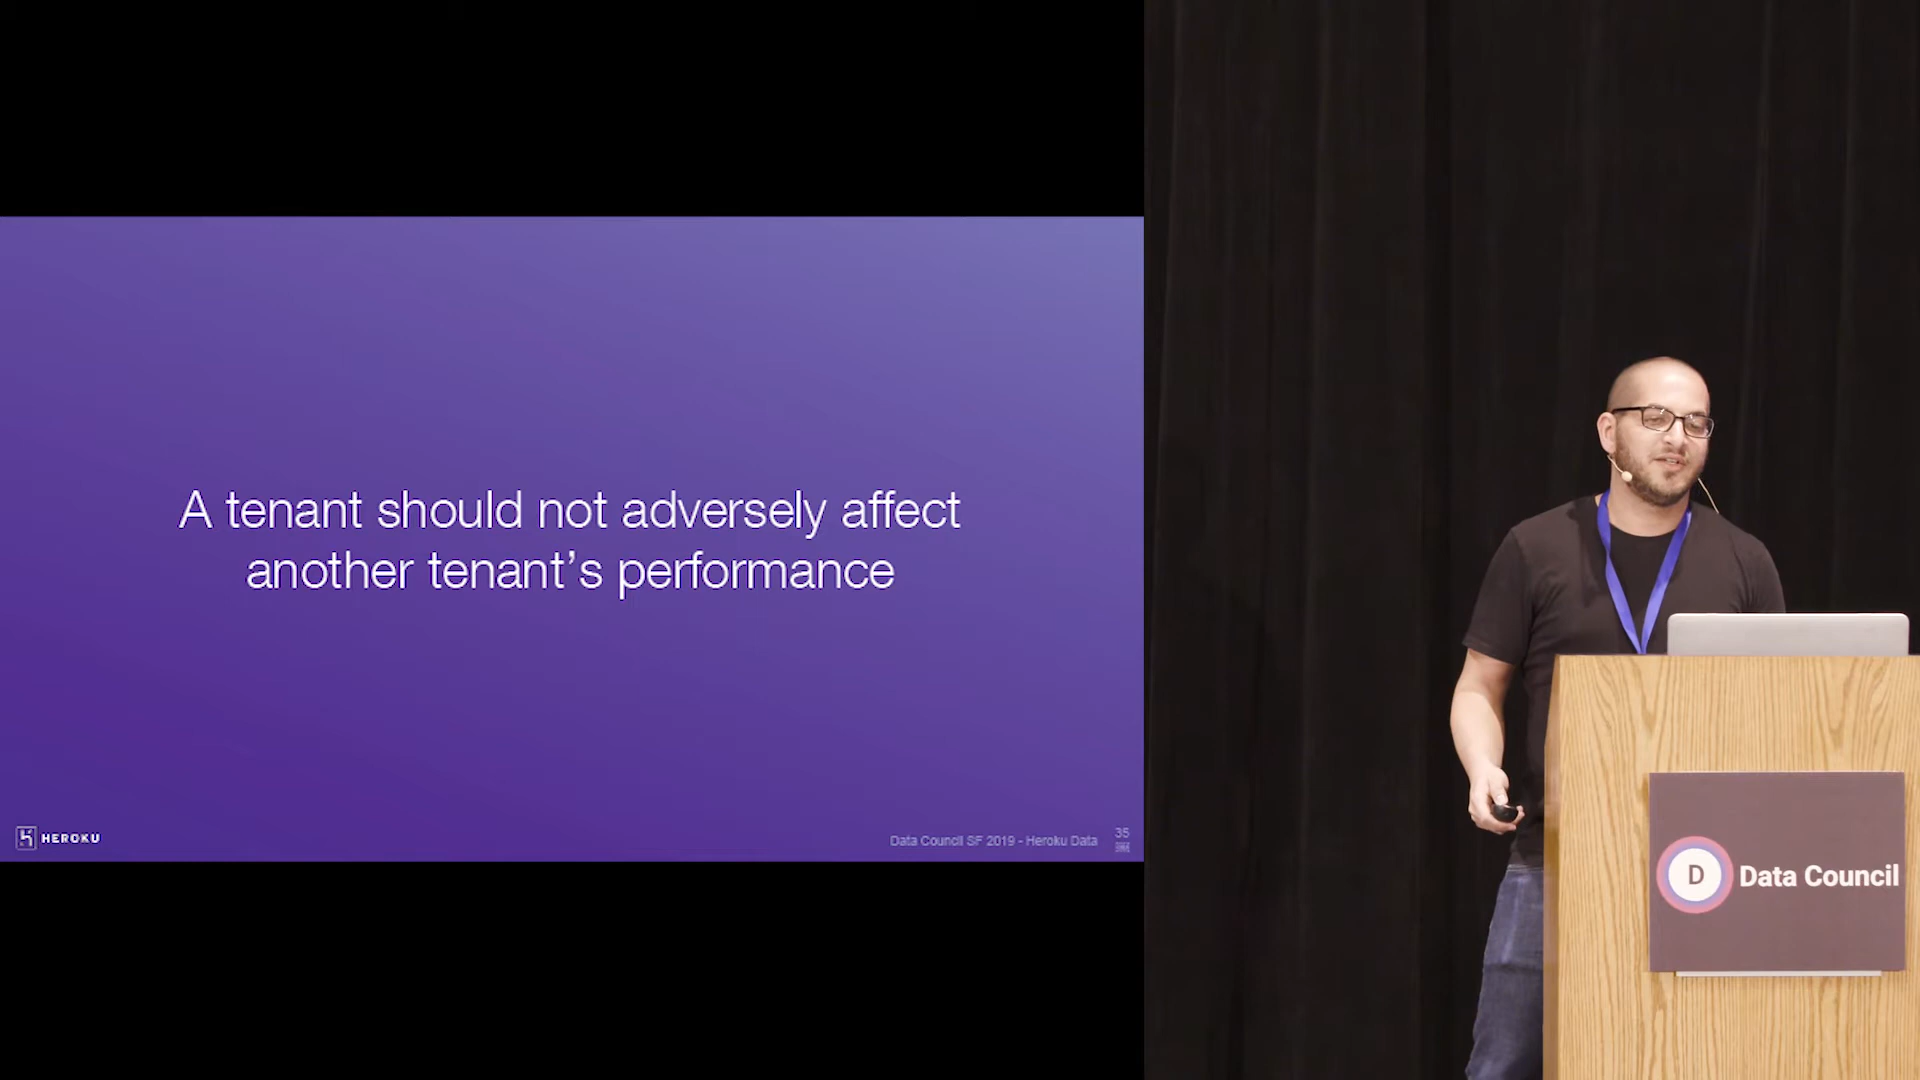 A tenant should not adversely affect
another tenant’s performance
HEROKU
Data Council SF 2019 - Heroku Data
35
D Data Council